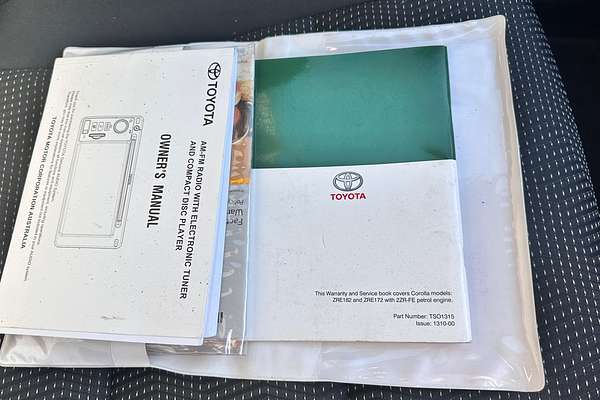 TOYOTA
AM-FM RADIO WITH ELECTRONIC TUNER
AND COMPACT DISC PLAYER
OWNER'S MANUAL
TOYOTA MOTOR CORPORATION AUSTRALIA
TOYOTA
This Warranty and Service book covers Corolla models:
ZRE182 and ZRE172 with 2ZR-FE petrol engine.
Part Number: TSO1315
Issue: 1310-00